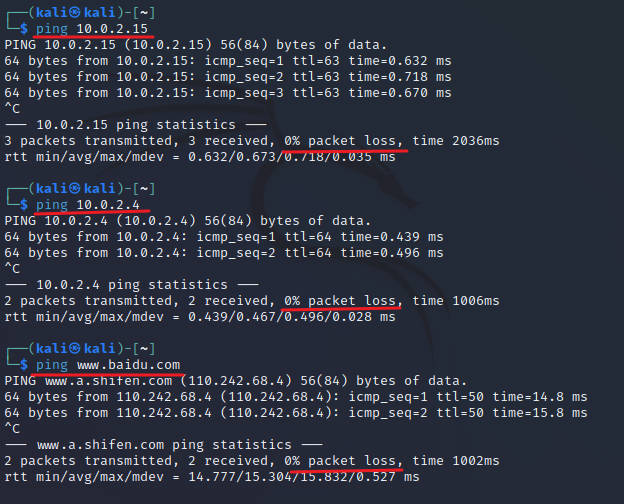 ┌──(kali㉿kali)-[~]
└─$ ping 10.0.2.15
PING 10.0.2.15 (10.0.2.15) 56(84) bytes of data.
64 bytes from 10.0.2.15: icmp_seq=1 ttl=63 time=0.632 ms
64 bytes from 10.0.2.15: icmp_seq=2 ttl=63 time=0.718 ms
64 bytes from 10.0.2.15: icmp_seq=3 ttl=63 time=0.670 ms
^C
--- 10.0.2.15 ping statistics ---
3 packets transmitted, 3 received, 0% packet loss, time 2036ms
rtt min/avg/max/mdev = 0.632/0.673/0.718/0.035 ms
┌──(kali㉿kali)-[~]
└─$ ping 10.0.2.4
PING 10.0.2.4 (10.0.2.4) 56(84) bytes of data.
64 bytes from 10.0.2.4: icmp_seq=1 ttl=64 time=0.439 ms
64 bytes from 10.0.2.4: icmp_seq=2 ttl=64 time=0.496 ms
^C
--- 10.0.2.4 ping statistics ---
2 packets transmitted, 2 received, 0% packet loss, time 1006ms
rtt min/avg/max/mdev = 0.439/0.467/0.496/0.028 ms
┌──(kali㉿kali)-[~]
└─$ ping www.baidu.com
PING www.a.shifen.com (110.242.68.4) 56(84) bytes of data.
64 bytes from 110.242.68.4 (110.242.68.4): icmp_seq=1 ttl=50 time=14.8 ms
64 bytes from 110.242.68.4 (110.242.68.4): icmp_seq=2 ttl=50 time=15.8 ms
^C
--- www.a.shifen.com ping statistics ---
2 packets transmitted, 2 received, 0% packet loss, time 1002ms
rtt min/avg/max/mdev = 14.777/15.304/15.832/0.527 ms